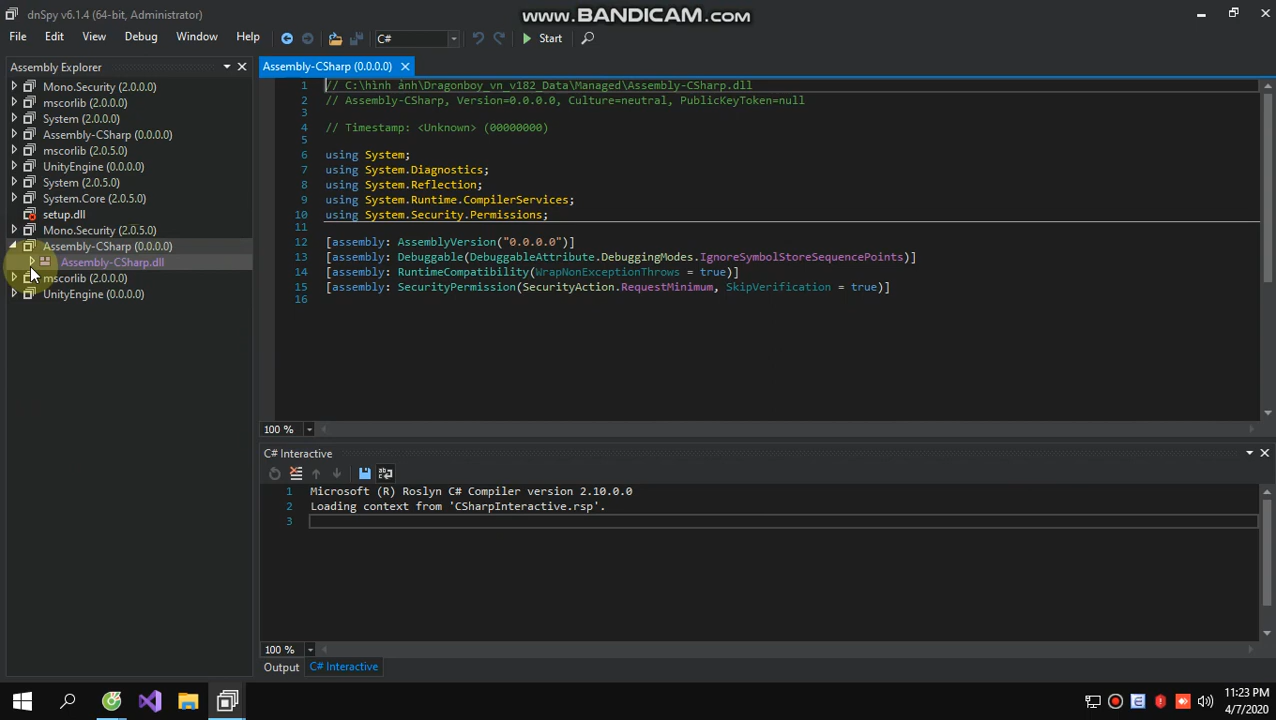 dnSpy v6.1.4 (64-bit, Administrator)
www.BANDICAM.com
File Edit View Debug Window Help C# Start
Assembly Explorer
Mono.Security (2.0.0.0)
mscorlib (2.0.0.0)
System (2.0.0.0)
Assembly-CSharp (0.0.0.0)
mscorlib (2.0.5.0)
UnityEngine (0.0.0.0)
System (2.0.5.0)
System.Core (2.0.5.0)
setup.dll
Mono.Security (2.0.5.0)
Assembly-CSharp (0.0.0.0)
Assembly-CSharp.dll
mscorlib (2.0.0.0)
UnityEngine (0.0.0.0)
Assembly-CSharp (0.0.0.0)
1 // C:\hình ảnh\Dragonboy_vn_v182_Data\Managed\Assembly-CSharp.dll
2 // Assembly-CSharp, Version=0.0.0.0, Culture=neutral, PublicKeyToken=null
3
4 // Timestamp: <Unknown> (00000000)
5
6 using System;
7 using System.Diagnostics;
8 using System.Reflection;
9 using System.Runtime.CompilerServices;
10 using System.Security.Permissions;
11
12 [assembly: AssemblyVersion("0.0.0.0")]
13 [assembly: Debuggable(DebuggableAttribute.DebuggingModes.IgnoreSymbolStoreSequencePoints)]
14 [assembly: RuntimeCompatibility(WrapNonExceptionThrows = true)]
15 [assembly: SecurityPermission(SecurityAction.RequestMinimum, SkipVerification = true)]
16
100 %
C# Interactive
1 Microsoft (R) Roslyn C# Compiler version 2.10.0.0
2 Loading context from 'CSharpInteractive.rsp'.
3
100 %
Output C# Interactive
11:23 PM
4/7/2020